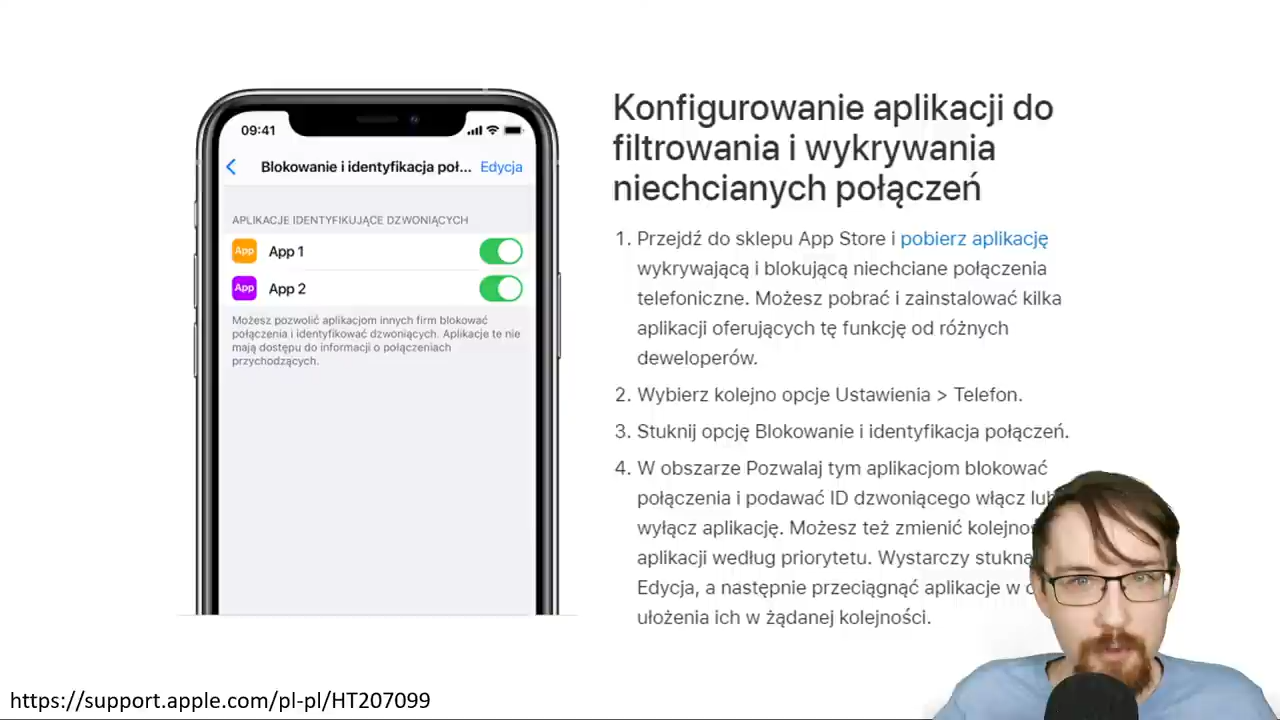 09:41
Blokowanie i identyfikacja poł...
Edycja
APLIKACJE IDENTYFIKUJĄCE DZWONIĄCYCH
App
App 1
App
App 2
Możesz pozwolić aplikacjom innych firm blokować
połączenia i identyfikować dzwoniących. Aplikacje te nie
mają dostępu do informacji o połączeniach
przychodzących.
Konfigurowanie aplikacji do
filtrowania i wykrywania
niechcianych połączeń
1. Przejdź do sklepu App Store i pobierz aplikację
wykrywającą i blokującą niechciane połączenia
telefoniczne. Możesz pobrać i zainstalować kilka
aplikacji oferujących tę funkcję od różnych
deweloperów.
2. Wybierz kolejno opcje Ustawienia > Telefon.
3. Stuknij opcję Blokowanie i identyfikacja połączeń.
4. W obszarze Pozwalaj tym aplikacjom blokować
połączenia i podawać ID dzwoniącego włącz lub
wyłącz aplikację. Możesz też zmienić
aplikacji według priorytetu. Wystarczy
Edycja, a następnie przeciągnąć aplikacje w
ułożenia ich w żądanej kolejności.
https://support.apple.com/pl-pl/HT207099